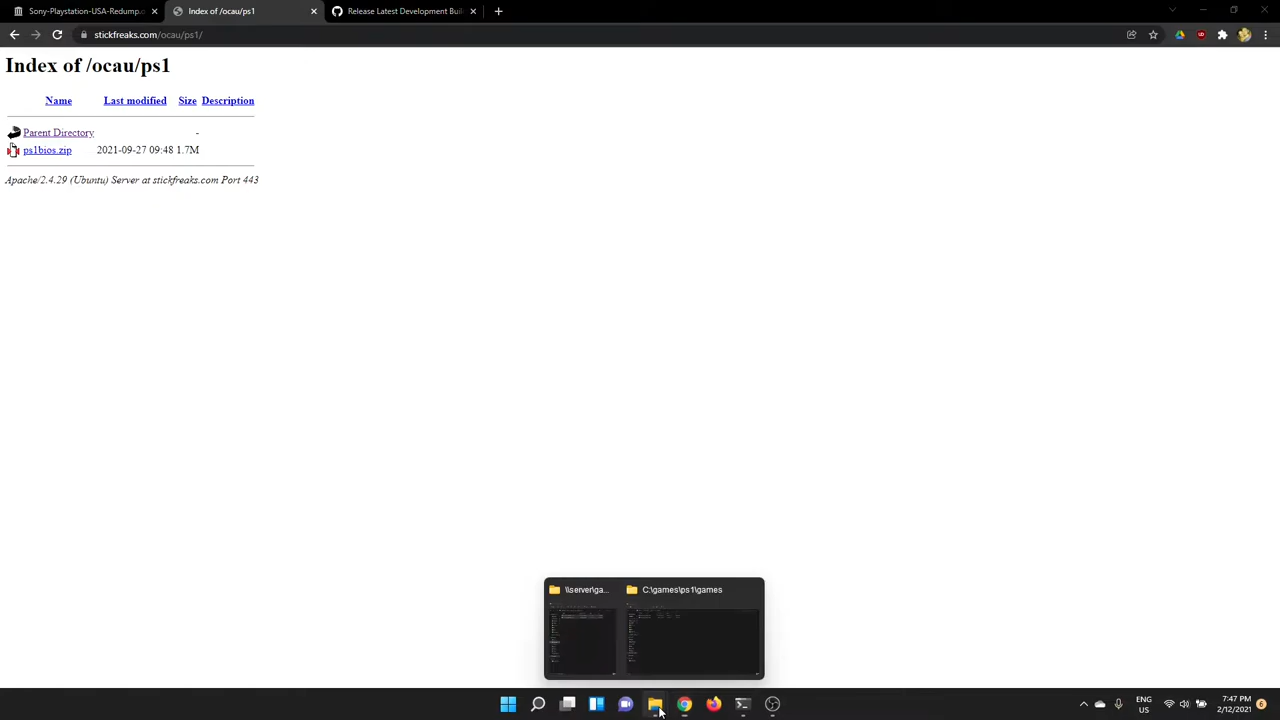 Sony-Playstation-USA-Redump.o
Index of /ocau/ps1
Release Latest Development Buil
stickfreaks.com/ocau/ps1/
Index of /ocau/ps1
Name Last modified Size Description
Parent Directory -
ps1bios.zip 2021-09-27 09:48 1.7M
Apache/2.4.29 (Ubuntu) Server at stickfreaks.com Port 443
\\server\ga...
C:\games\ps1\games
ENG
US
7:47 PM
2/12/2021
6